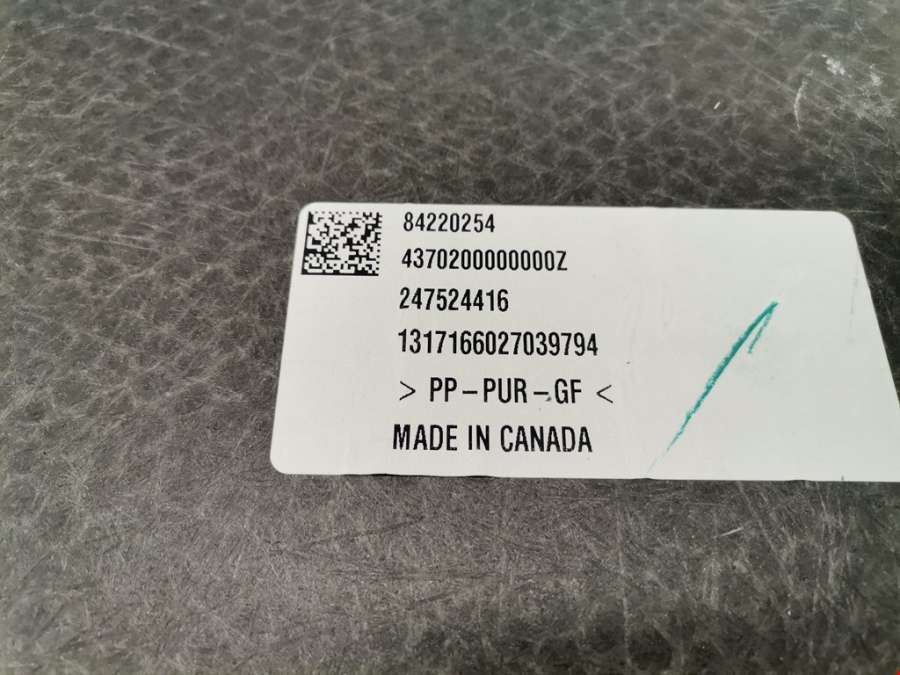 84220254
4370200000000Z
247524416
1317166027039794
> PP-PUR-GF <
MADE IN CANADA